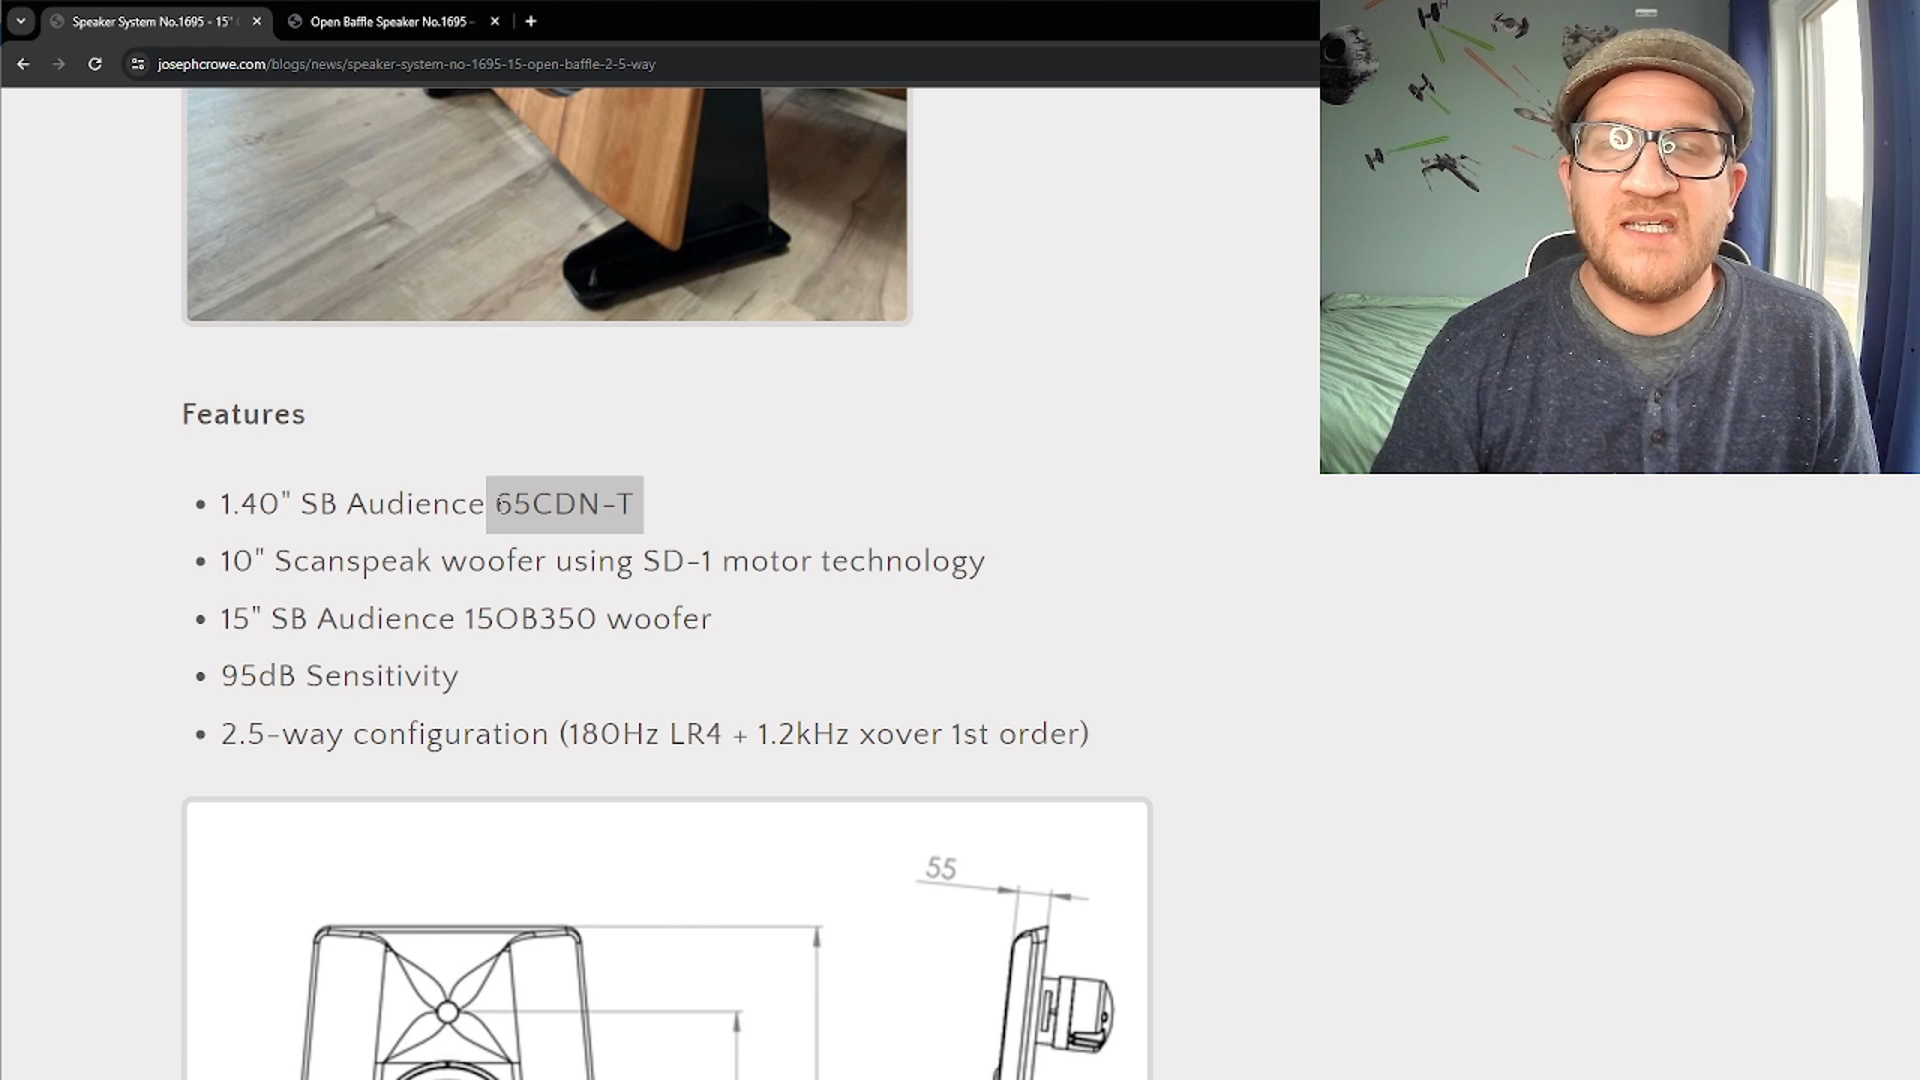 Speaker System No.1695 - 15" (
Open Baffle Speaker No.1695 -
josephcrowe.com/blogs/news/speaker-system-no-1695-15-open-baffle-2-5-way
Features
• 1.40" SB Audience 65CDN-T
• 10" Scanspeak woofer using SD-1 motor technology
• 15" SB Audience 15OB350 woofer
• 95dB Sensitivity
• 2.5-way configuration (180Hz LR4 + 1.2kHz xover 1st order)
55